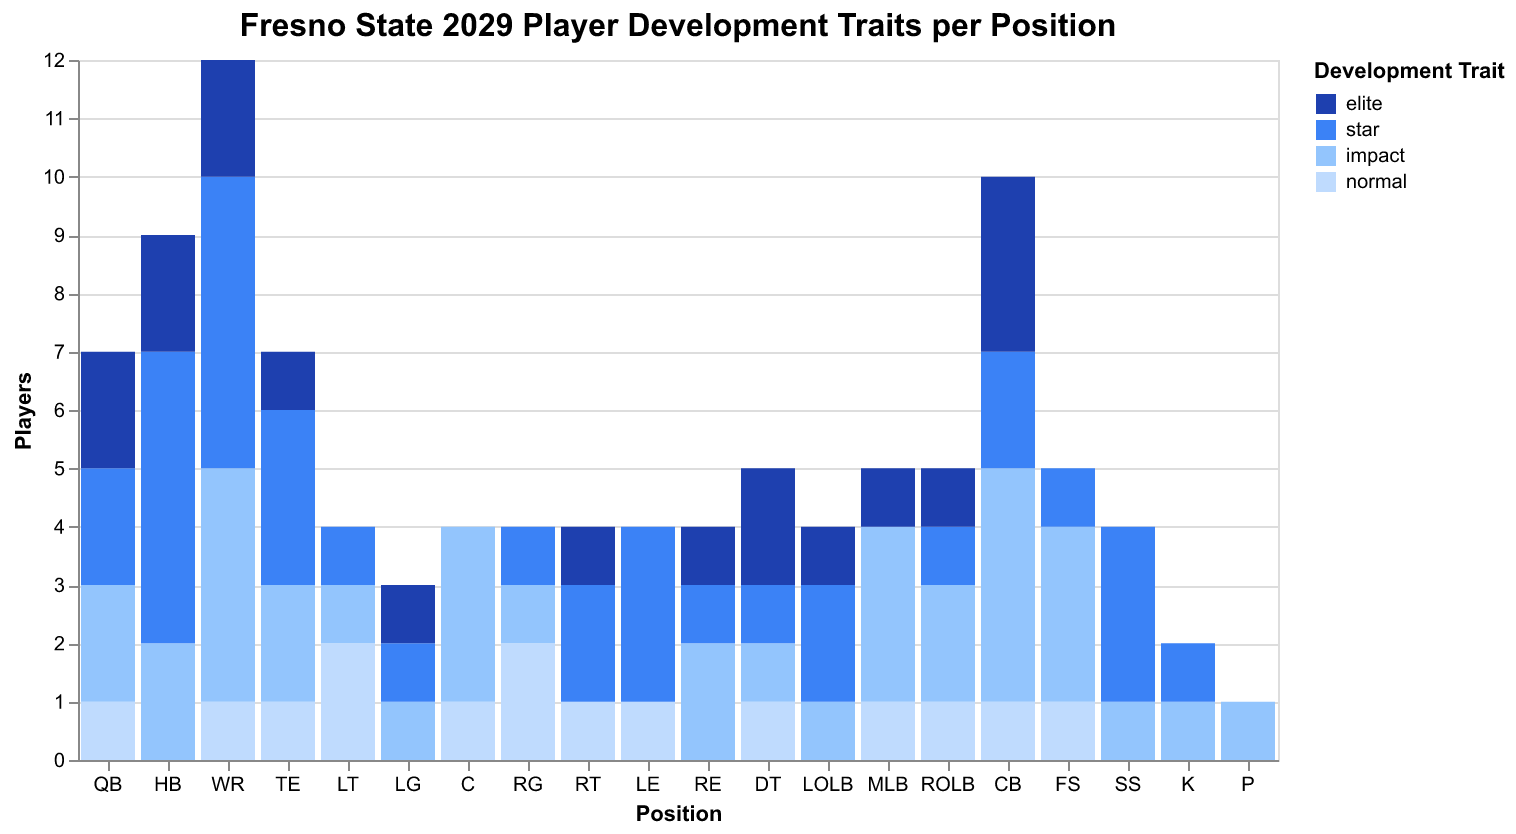 Fresno State 2029 Player Development Traits per Position
Development Trait
elite
star
impact
normal
Players
12
11
10
9
8
7
6
5
4
3
2
1
0
QB HB WR TE LT LG C RG RT LE RE DT LOLB MLB ROLB CB FS SS K P
Position